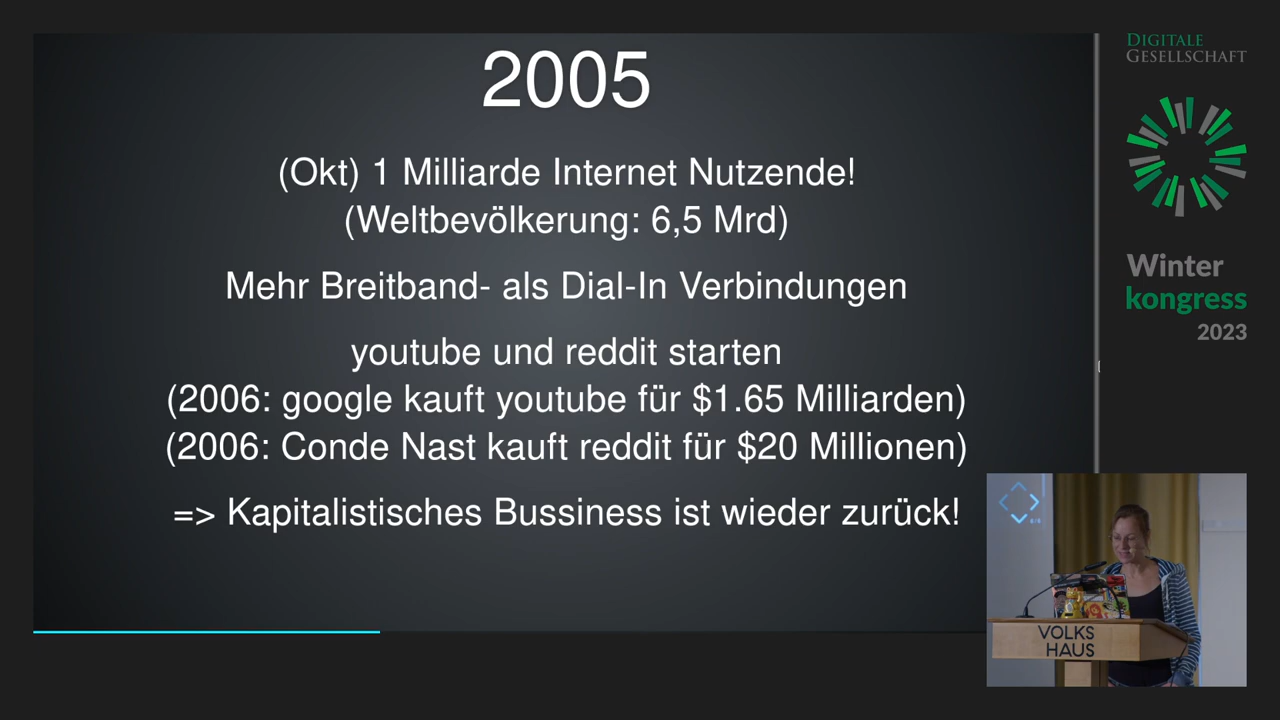 2005
(Okt) 1 Milliarde Internet Nutzende!
(Weltbevölkerung: 6,5 Mrd)
Mehr Breitband- als Dial-In Verbindungen
youtube und reddit starten
(2006: google kauft youtube für $1.65 Milliarden)
(2006: Conde Nast kauft reddit für $20 Millionen)
=> Kapitalistisches Bussiness ist wieder zurück!
DIGITALE
GESELLSCHAFT
Winter
kongress
2023
VOLKS
HAUS